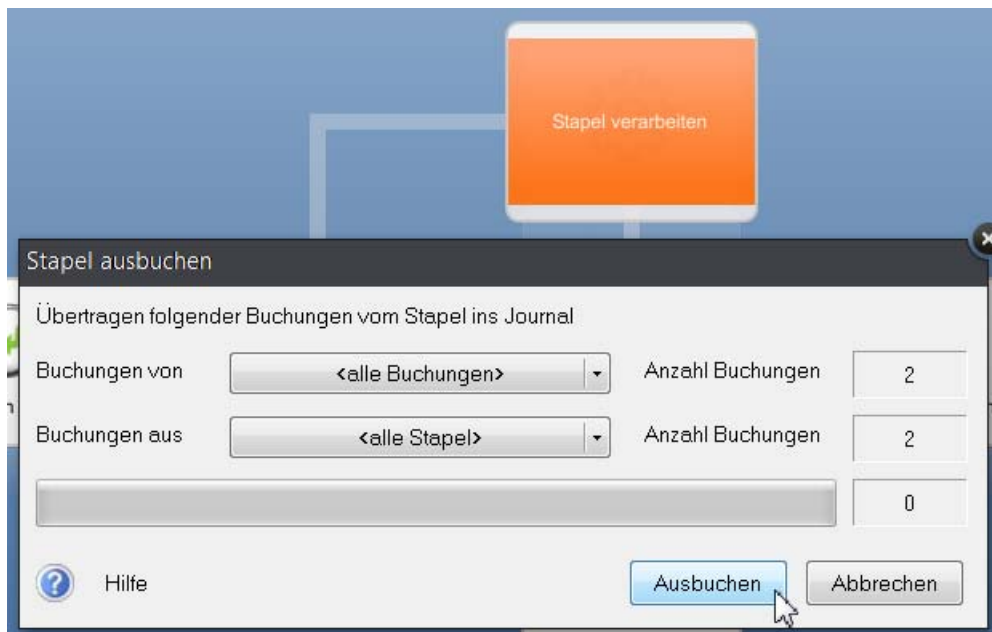 Stapel verarbeiten
Stapel ausbuchen
Übertragen folgender Buchungen vom Stapel ins Journal
Buchungen von <alle Buchungen> Anzahl Buchungen 2
Buchungen aus <alle Stapel> Anzahl Buchungen 2
0
Hilfe Ausbuchen Abbrechen